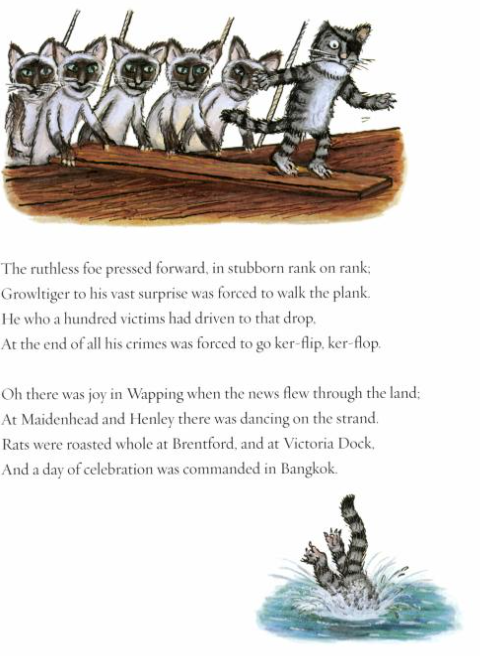 The ruthless foe pressed forward, in stubborn rank on rank;
Growltiger to his vast surprise was forced to walk the plank.
He who a hundred victims had driven to that drop,
At the end of all his crimes was forced to go ker-flip, ker-flop.
Oh there was joy in Wapping when the news flew through the land;
At Maidenhead and Henley there was dancing on the strand.
Rats were roasted whole at Brentford, and at Victoria Dock,
And a day of celebration was commanded in Bangkok.